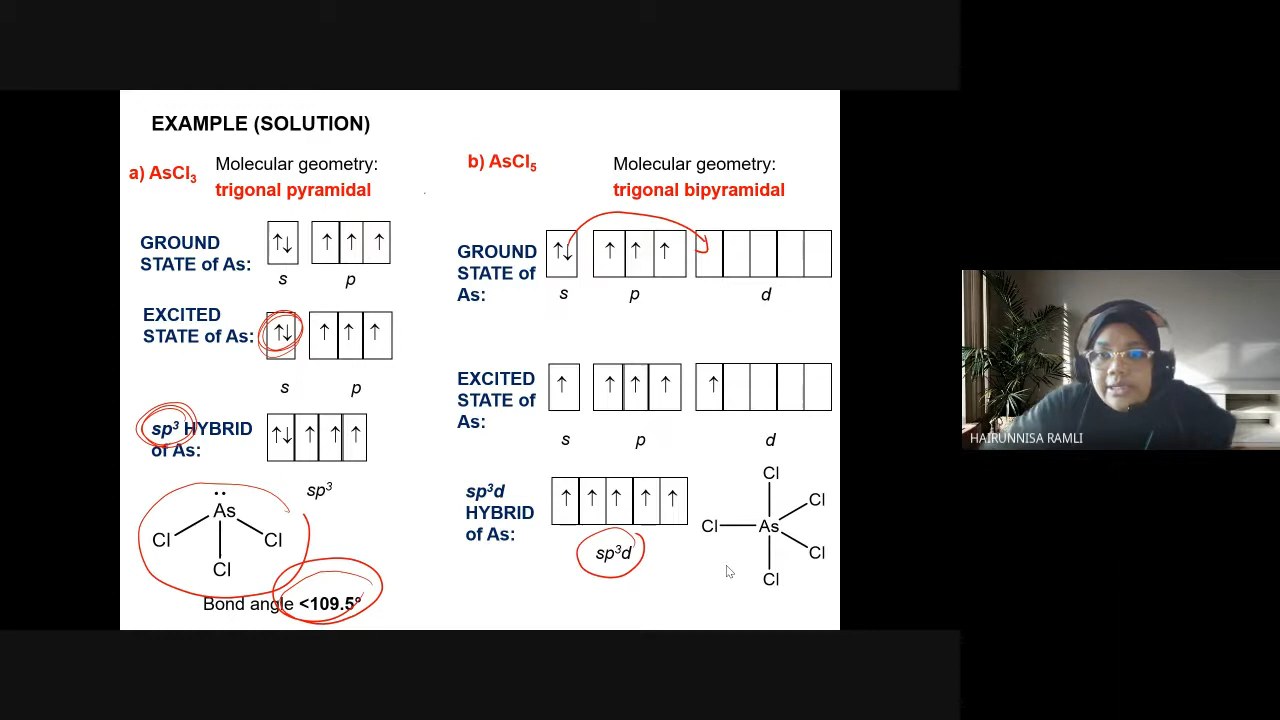 EXAMPLE (SOLUTION)
a) AsCl₃
Molecular geometry:
trigonal pyramidal
GROUND
STATE of As:
↑↓ ↑ ↑ ↑
s p
EXCITED
STATE of As:
↑↓ ↑ ↑ ↑
s p
sp³ HYBRID
of As:
↑↓ ↑ ↑ ↑
sp³
As
Cl Cl
Cl
Bond angle <109.5°
b) AsCl₅
Molecular geometry:
trigonal bipyramidal
GROUND
STATE of
As:
↑↓ ↑ ↑ ↑
s p d
EXCITED
STATE of
As:
↑ ↑ ↑ ↑ ↑
s p d
sp³d
HYBRID
of As:
↑ ↑ ↑ ↑ ↑
sp³d
Cl
Cl
Cl As
Cl
Cl
HAIRUNNISA RAMLI